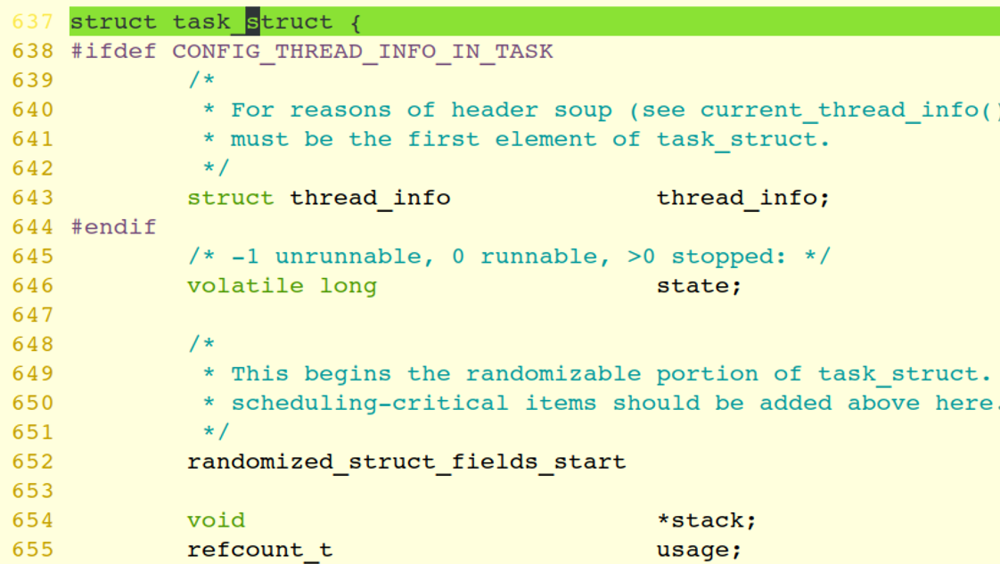 637 struct task_struct {
638 #ifdef CONFIG_THREAD_INFO_IN_TASK
639         /*
640          * For reasons of header soup (see current_thread_info()
641          * must be the first element of task_struct.
642          */
643         struct thread_info              thread_info;
644 #endif
645         /* -1 unrunnable, 0 runnable, >0 stopped: */
646         volatile long                   state;
647
648         /*
649          * This begins the randomizable portion of task_struct.
650          * scheduling-critical items should be added above here.
651          */
652         randomized_struct_fields_start
653
654         void                            *stack;
655         refcount_t                      usage;